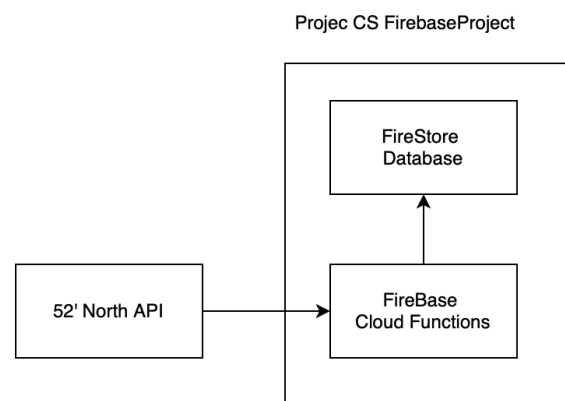 Projec CS FirebaseProject
FireStore
Database
52' North API
FireBase
Cloud Functions